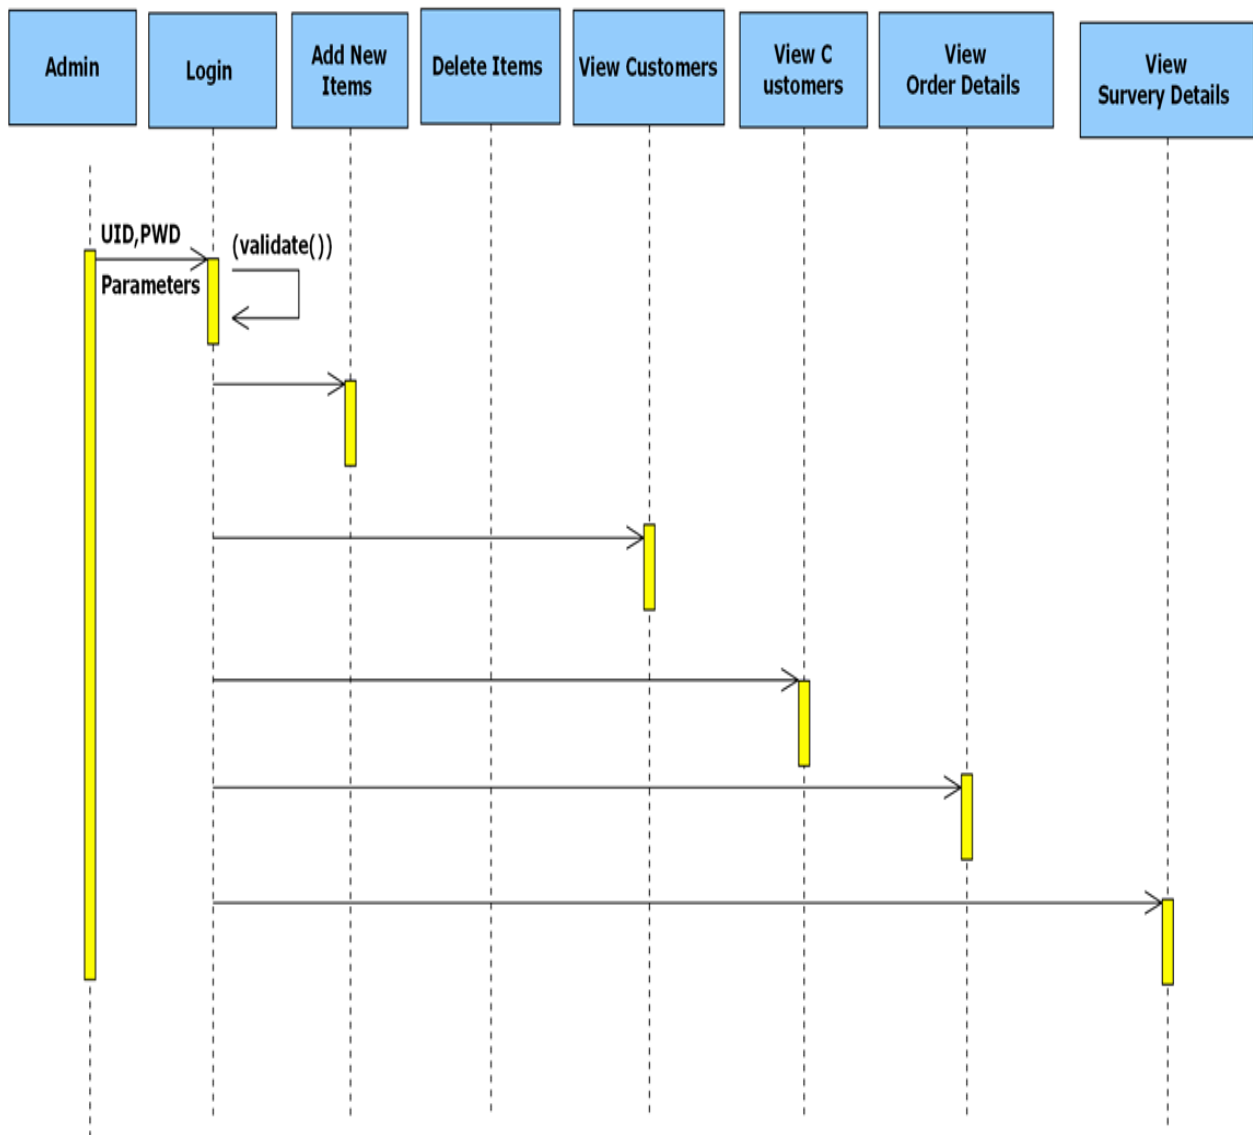 Admin
Login
Add New
Items
Delete Items
View Customers
View C
ustomers
View
Order Details
View
Survery Details
UID,PWD
Parameters
(validate())